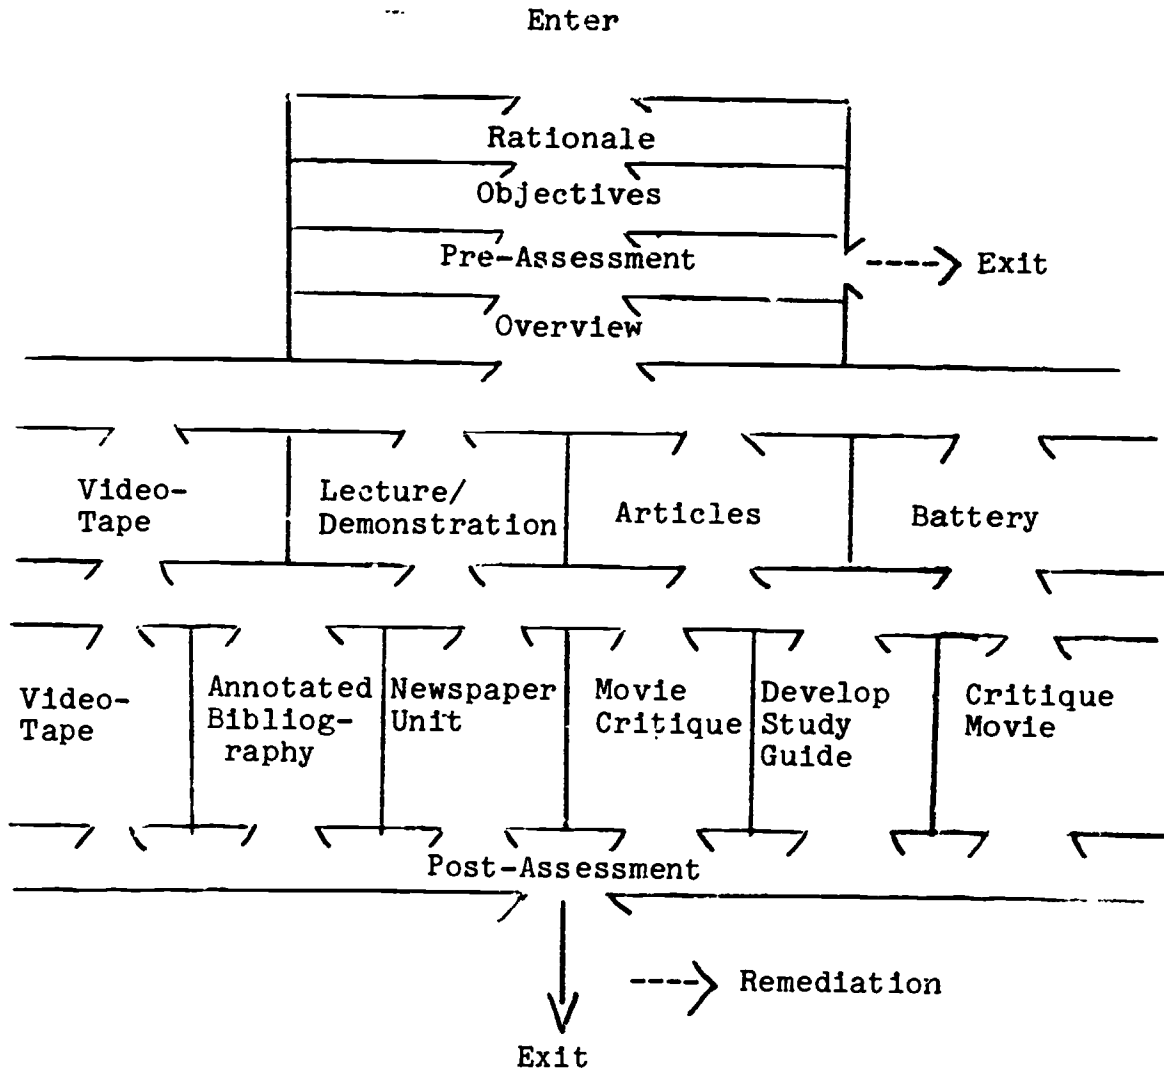 Enter
Rationale
Objectives
Pre-Assessment
Exit
Overview
Video-
Tape
Lecture/
Demonstration
Articles
Battery
Video-
Tape
Annotated
Bibliog-
raphy
Newspaper
Unit
Movie
Critique
Develop
Study
Guide
Critique
Movie
Post-Assessment
Remediation
Exit